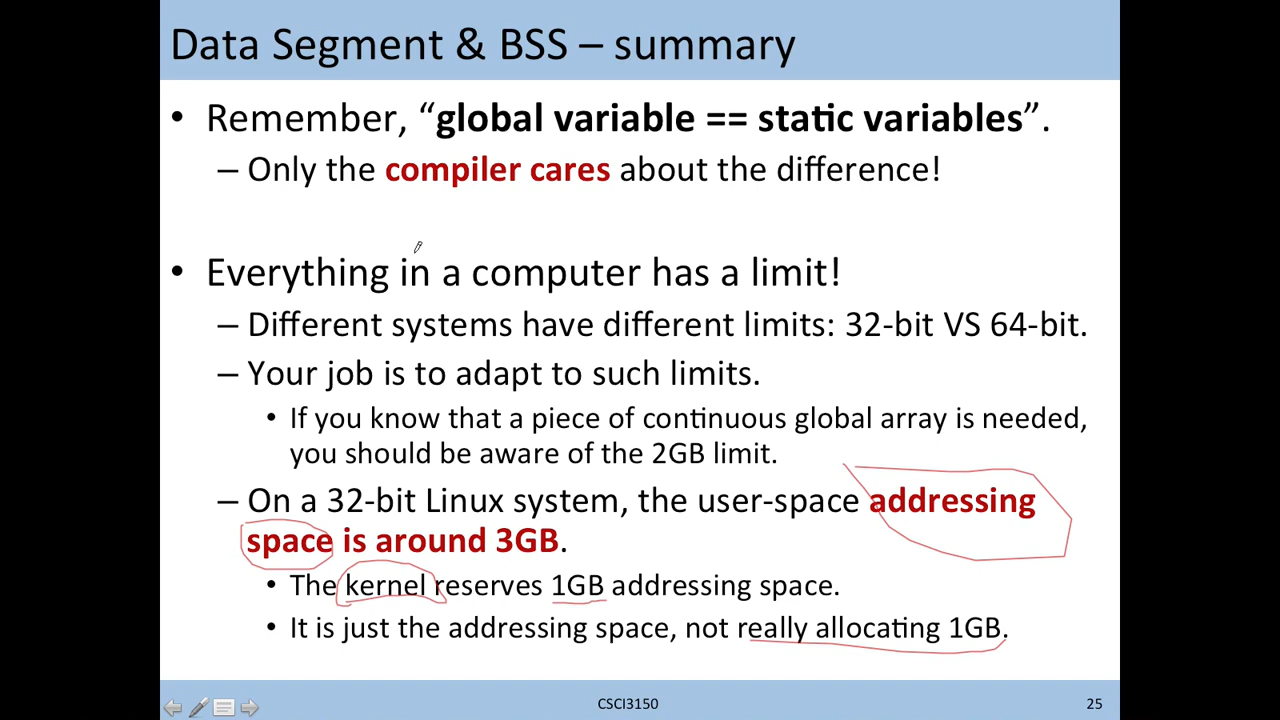 Data Segment & BSS – summary
• Remember, “global variable == static variables”.
– Only the compiler cares about the difference!
• Everything in a computer has a limit!
– Different systems have different limits: 32-bit VS 64-bit.
– Your job is to adapt to such limits.
• If you know that a piece of continuous global array is needed,
you should be aware of the 2GB limit.
– On a 32-bit Linux system, the user-space addressing
space is around 3GB.
• The kernel reserves 1GB addressing space.
• It is just the addressing space, not really allocating 1GB.
CSCI3150
25